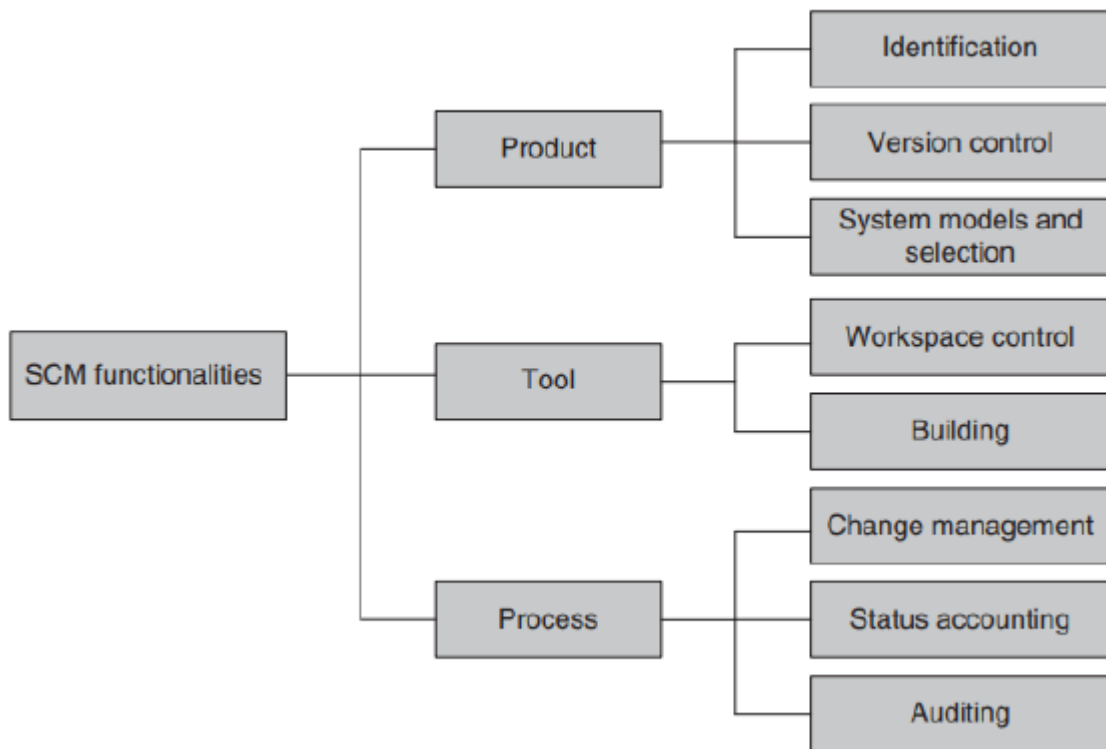 SCM functionalities
Product
Identification
Version control
System models and
selection
Tool
Workspace control
Building
Process
Change management
Status accounting
Auditing